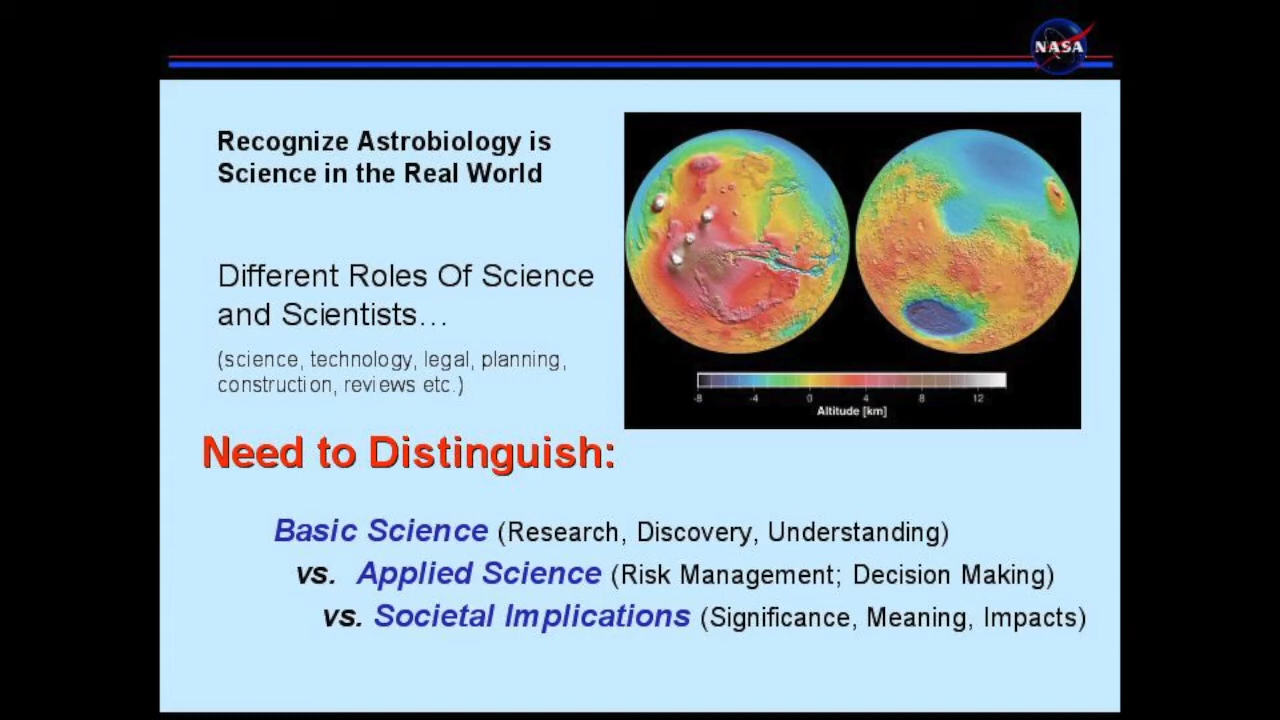 NASA
Recognize Astrobiology is
Science in the Real World
Different Roles Of Science
and Scientists...
(science, technology, legal, planning,
construction, reviews etc.)
-8 -4 0 4 8 12
Altitude [km]
Need to Distinguish:
Basic Science (Research, Discovery, Understanding)
vs. Applied Science (Risk Management; Decision Making)
vs. Societal Implications (Significance, Meaning, Impacts)